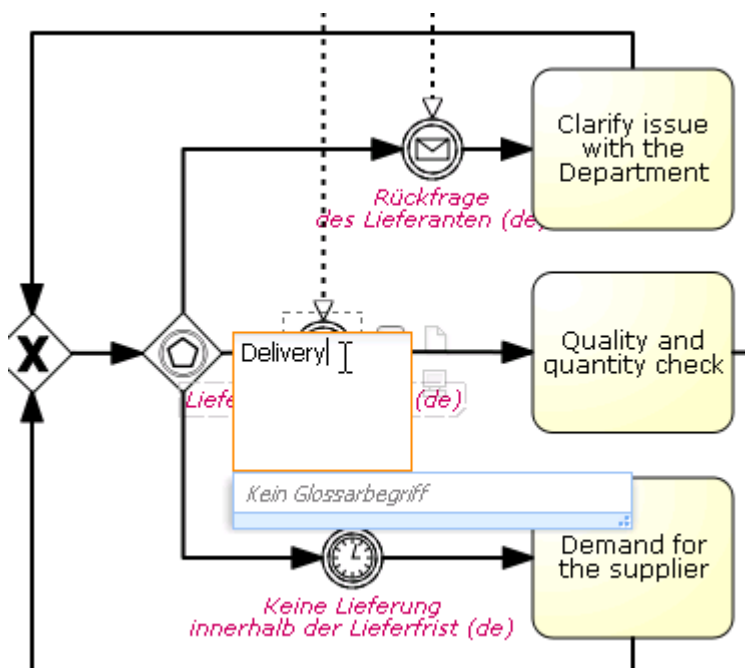 Clarify issue
with the
Department
Rückfrage
des Lieferanten (de)
Delivery
Quality and
quantity check
Liefe (de)
Kein Glossarbegriff
Demand for
the supplier
Keine Lieferung
innerhalb der Lieferfrist (de)